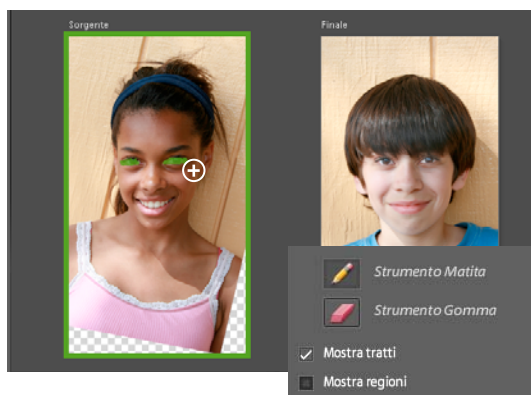 Sorgente
Finale
Strumento Matita
Strumento Gomma
Mostra tratti
Mostra regioni